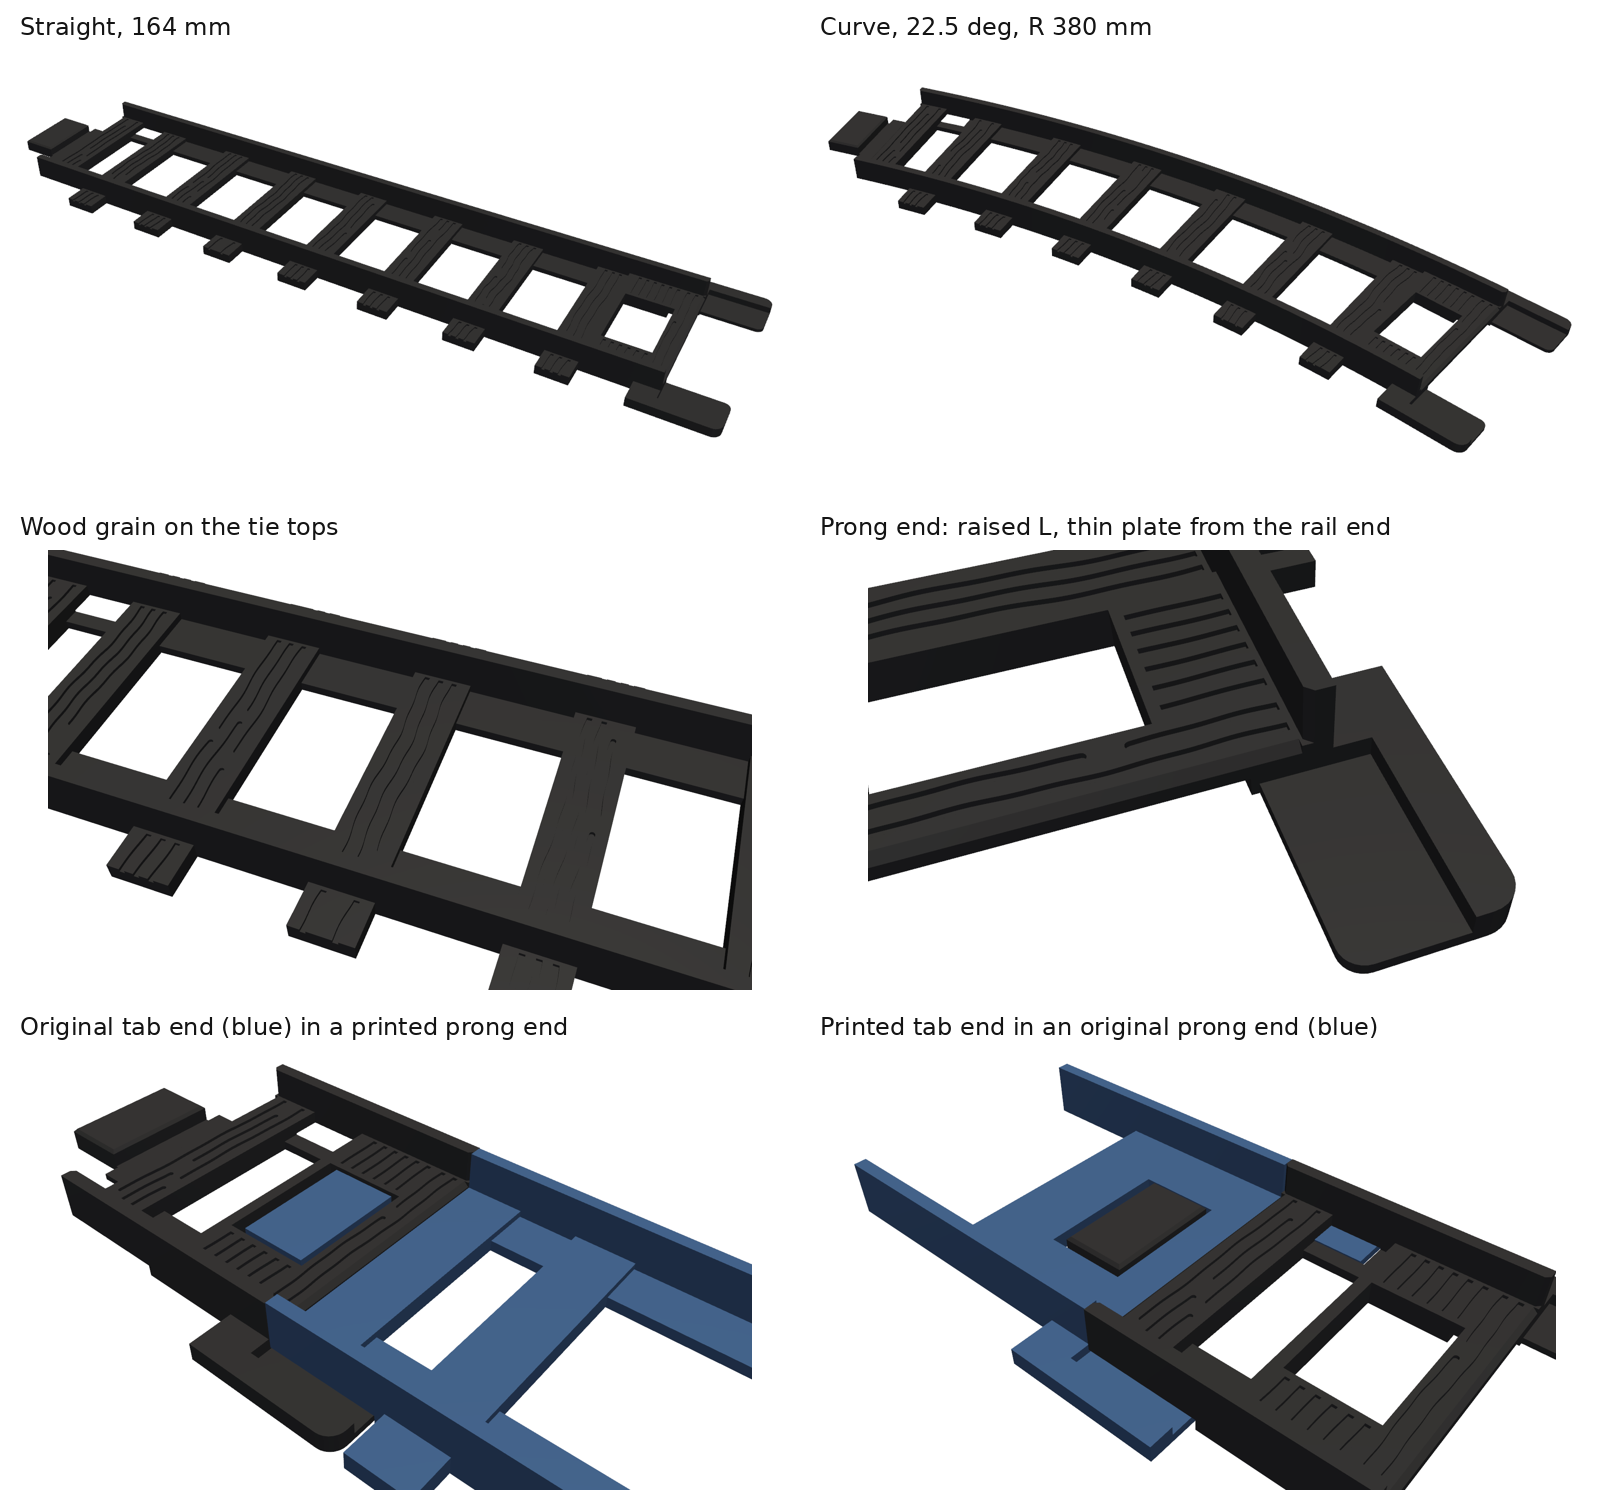 Straight, 164 mm
Curve, 22.5 deg, R 380 mm
Wood grain on the tie tops
Prong end: raised L, thin plate from the rail end
Original tab end (blue) in a printed prong end
Printed tab end in an original prong end (blue)